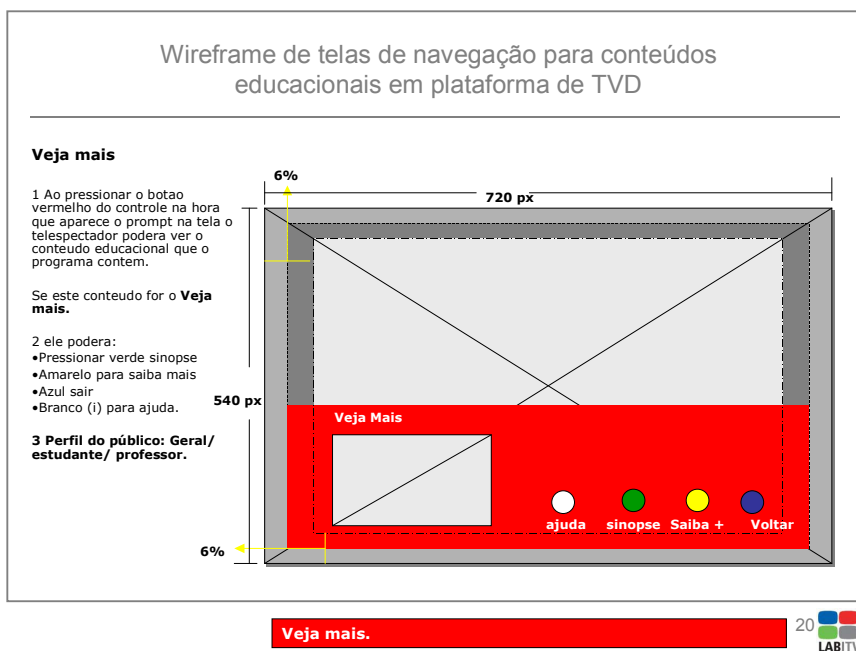 Wireframe de telas de navegação para conteúdos
educacionais em plataforma de TVD
Veja mais
1 Ao pressionar o botao
vermelho do controle na hora
que aparece o prompt na tela o
telespectador podera ver o
conteudo educacional que o
programa contem.
Se este conteudo for o Veja
mais.
2 ele podera:
•Pressionar verde sinopse
•Amarelo para saiba mais
•Azul sair
•Branco (i) para ajuda.
3 Perfil do público: Geral/
estudante/ professor.
6%
720 px
540 px
Veja Mais
ajuda sinopse Saiba + Voltar
6%
Veja mais.
20
LABITV